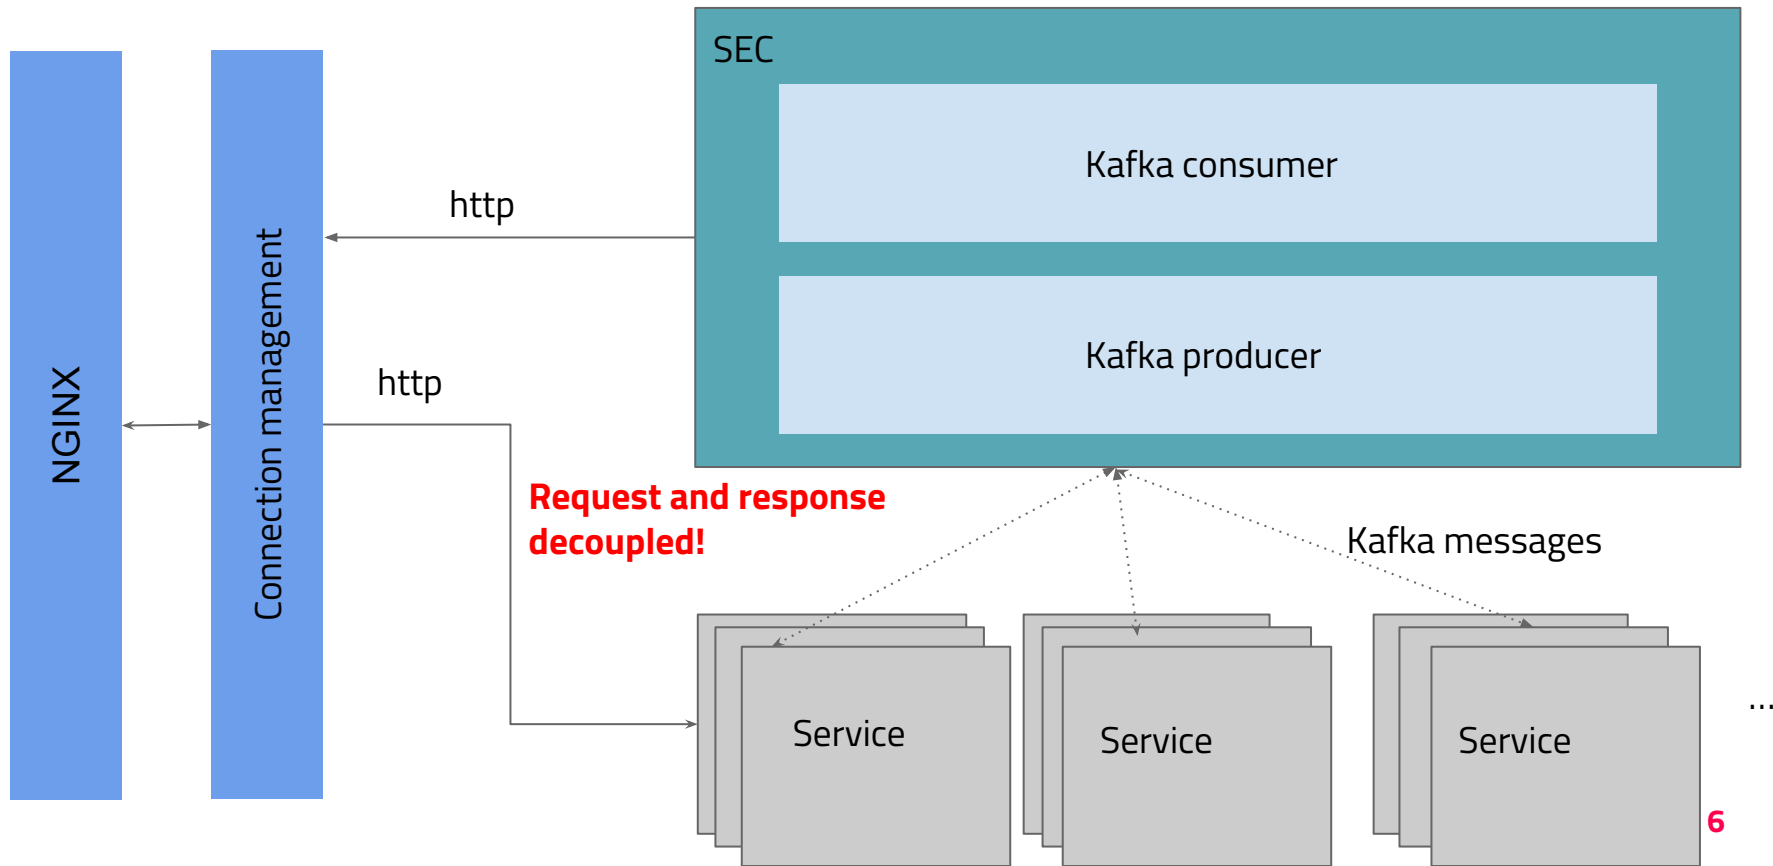 SEC
Kafka consumer
http
Kafka producer
http
NGINX
Connection management
Request and response
decoupled!
Kafka messages
Service
Service
Service
...
6